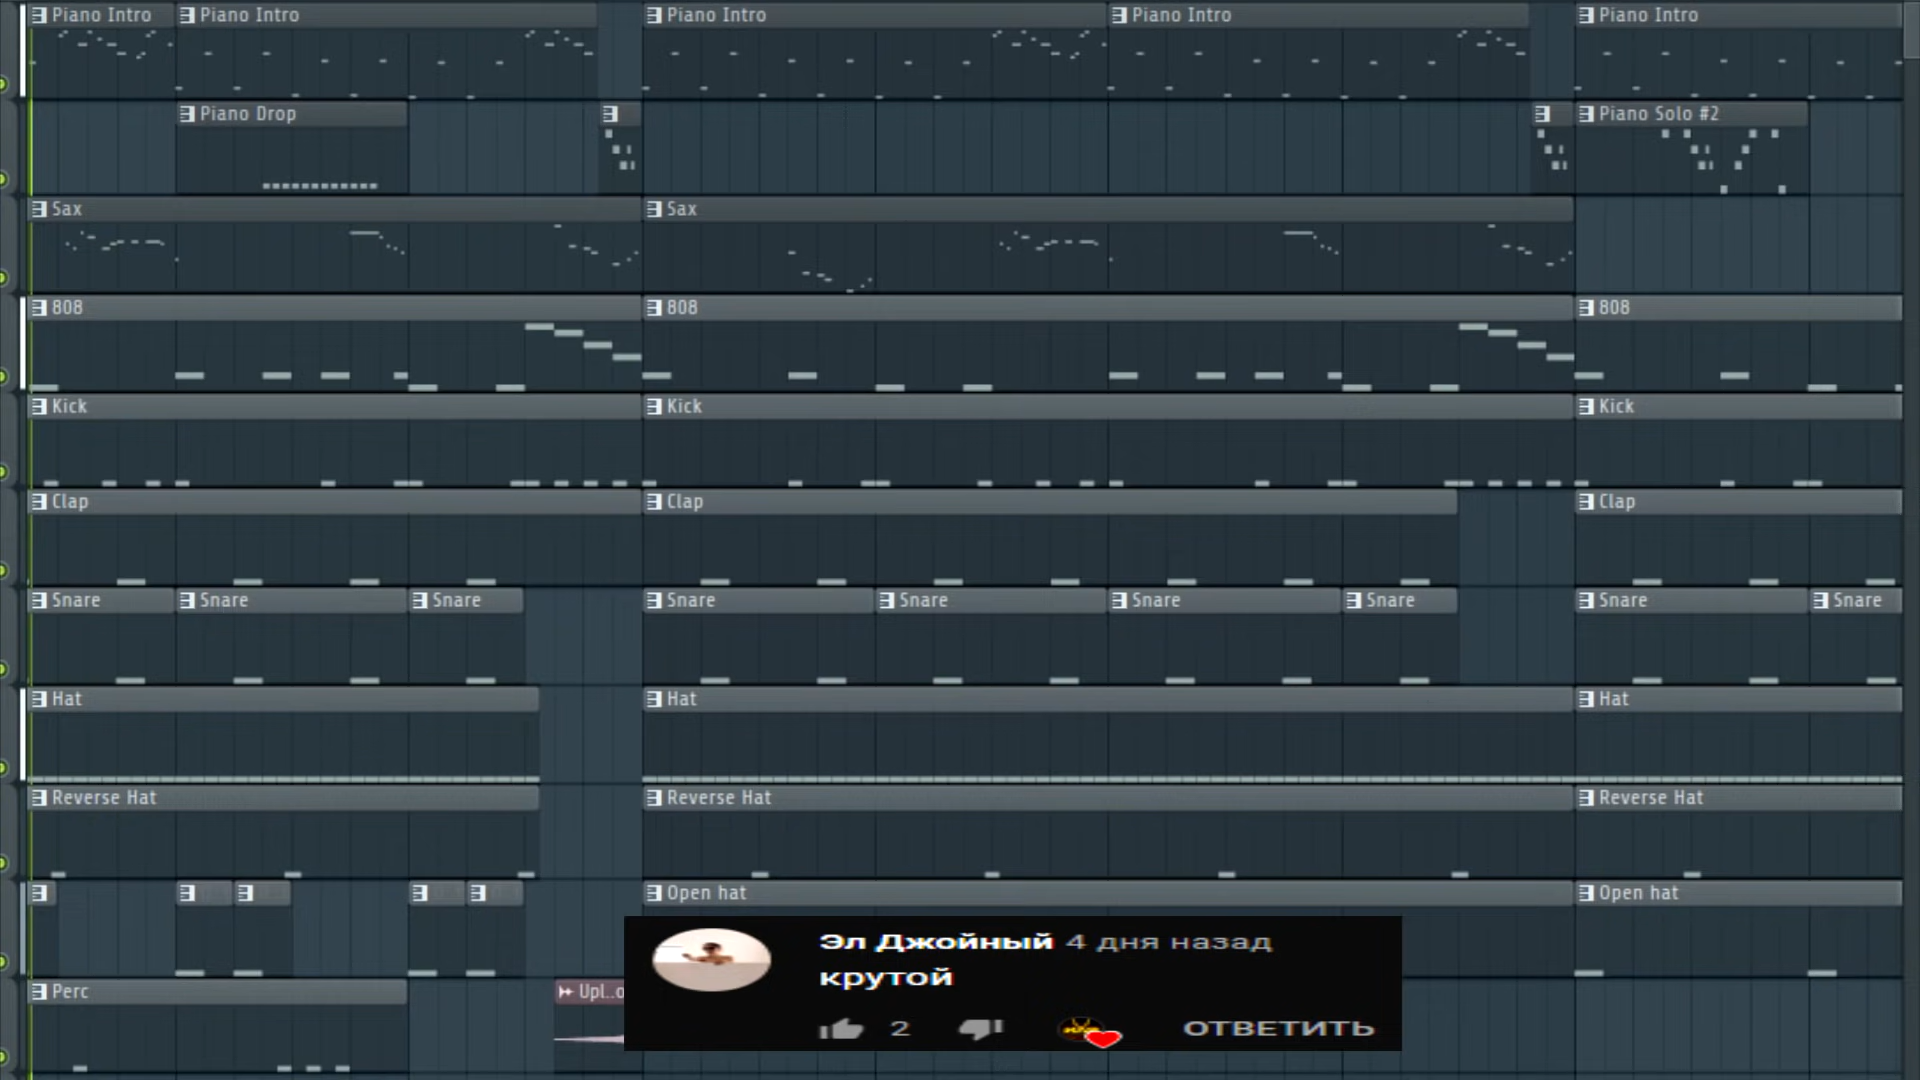 Piano Intro Piano Intro Piano Intro Piano Intro Piano Intro
Piano Drop Piano Solo #2
Sax Sax
808 808 808
Kick Kick Kick
Clap Clap Clap
Snare Snare Snare Snare Snare Snare Snare Snare Snare
Hat Hat Hat
Reverse Hat Reverse Hat Reverse Hat
Open hat Open hat
Perc Upl..o
Эл Джойный 4 дня назад
крутой
2 ОТВЕТИТЬ